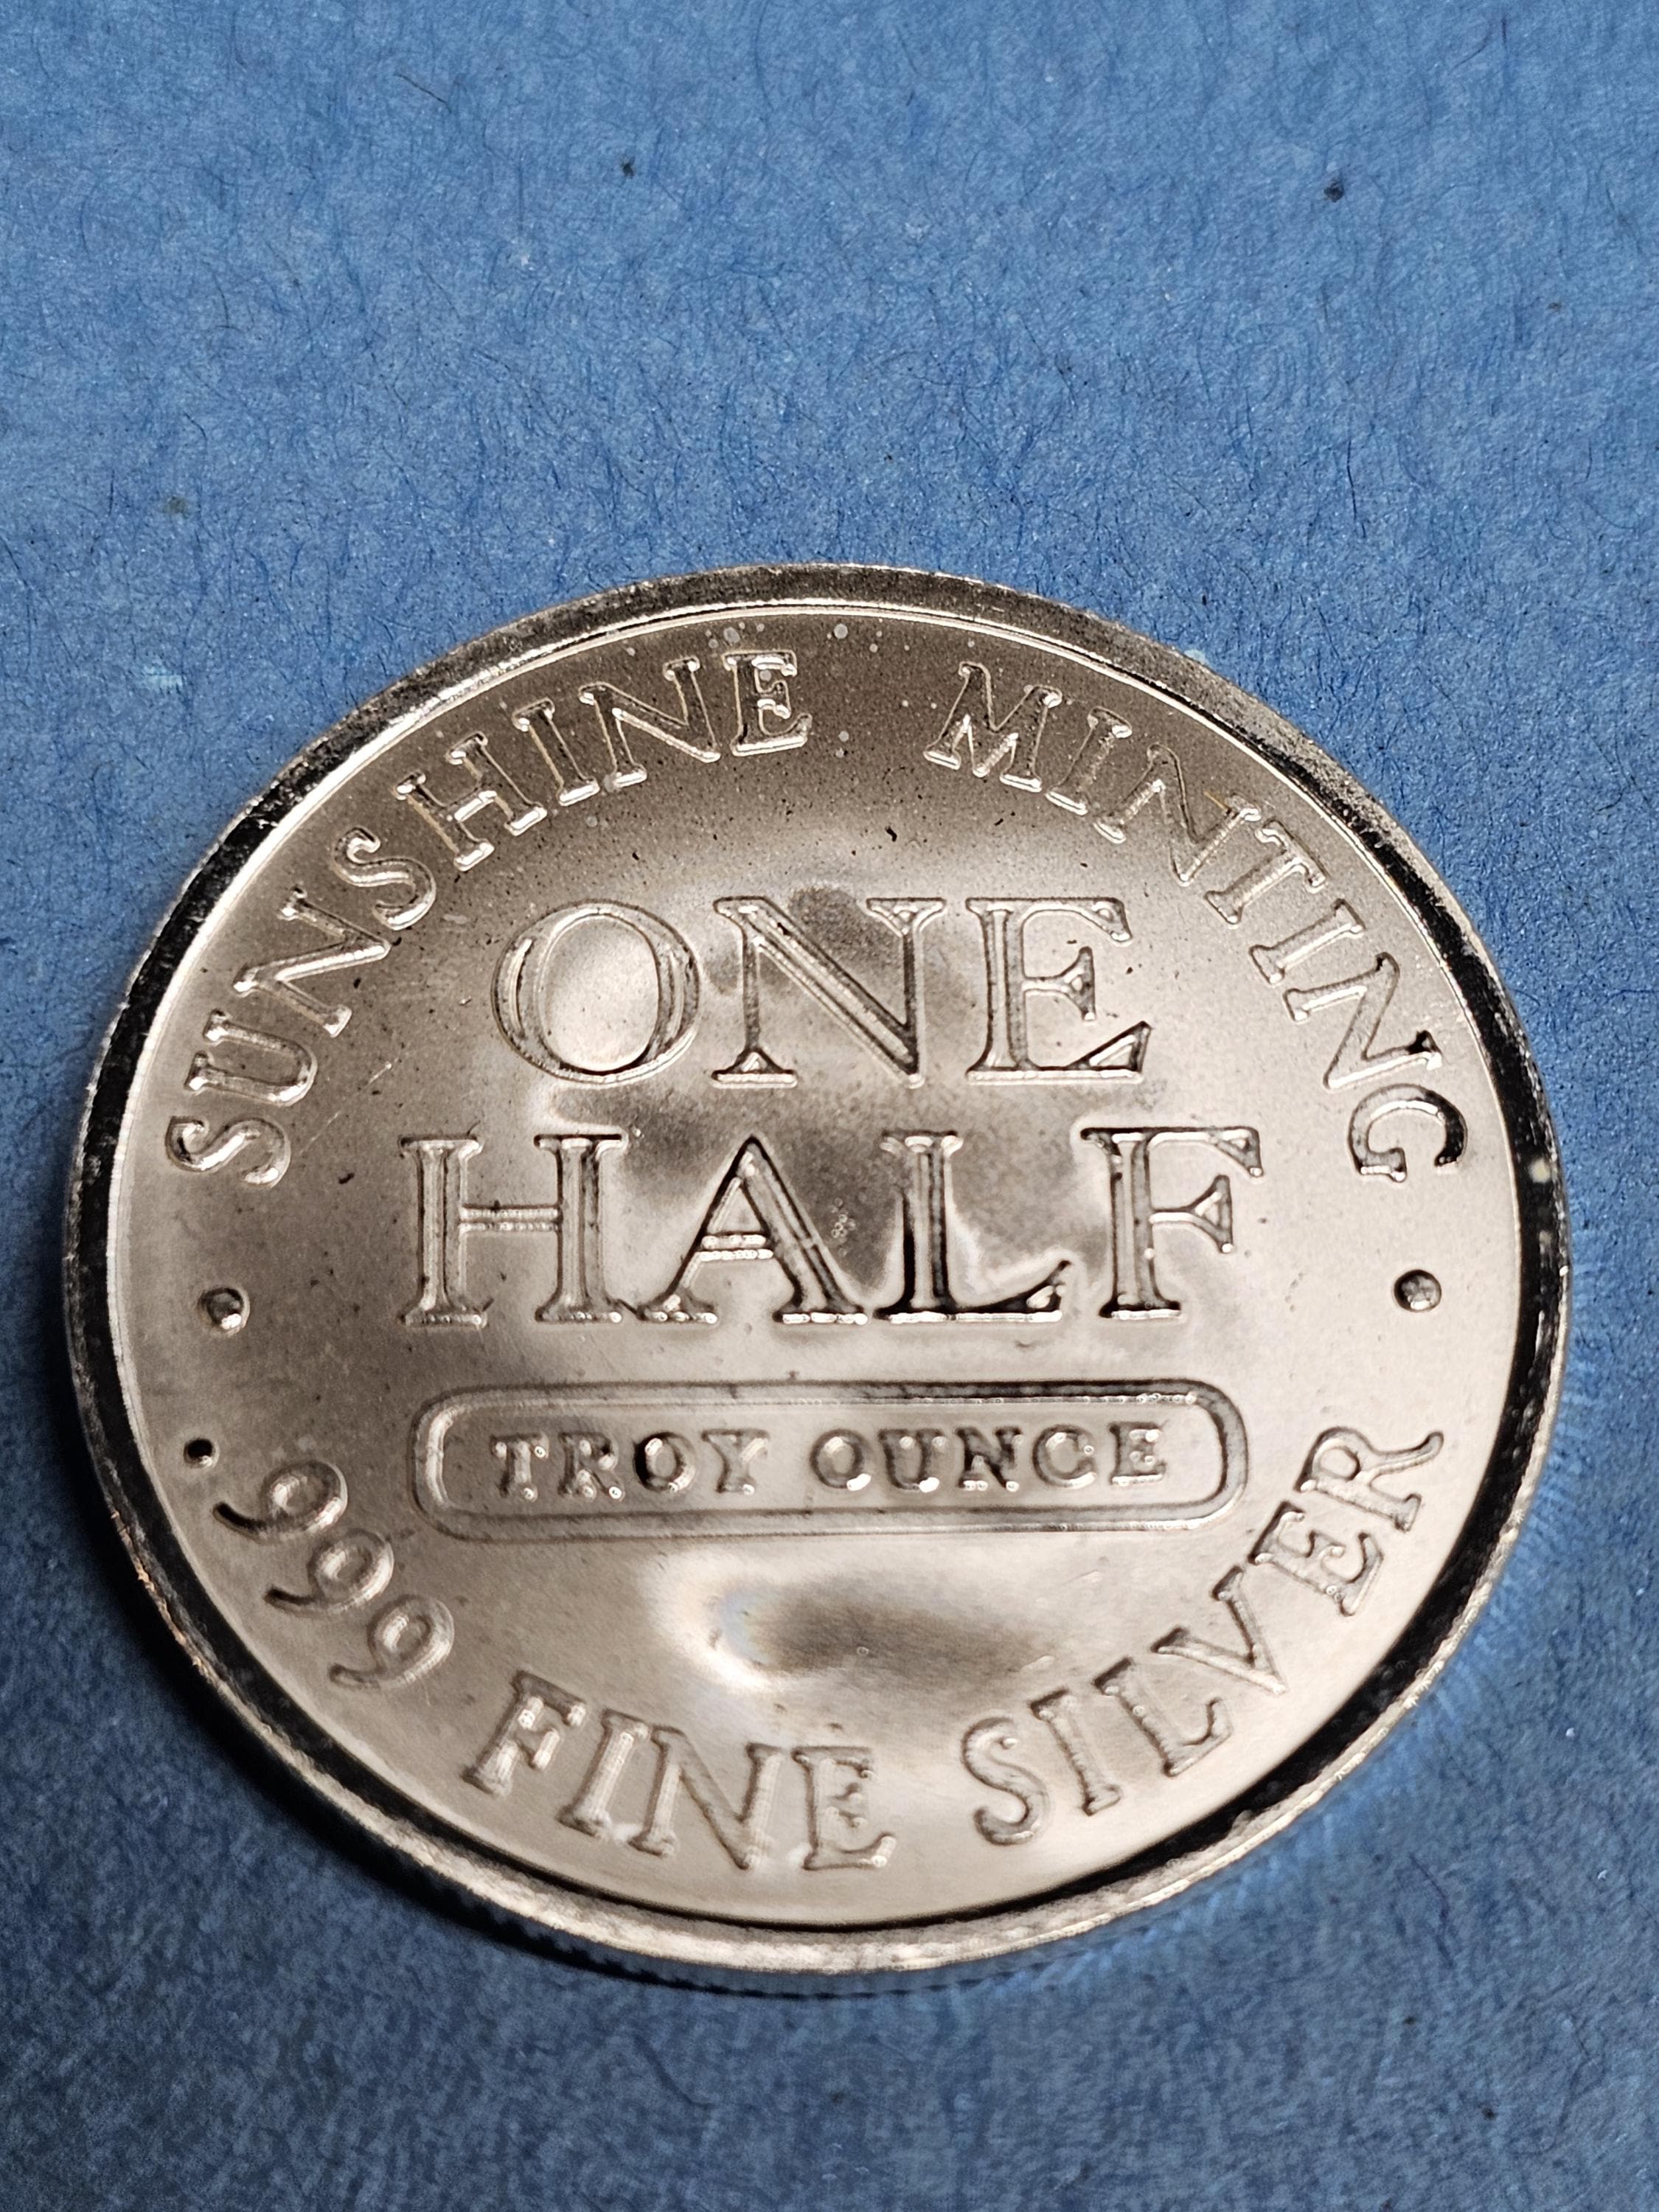 SUNSHINE MINTING
ONE
HALF
TROY OUNCE
.999 FINE SILVER